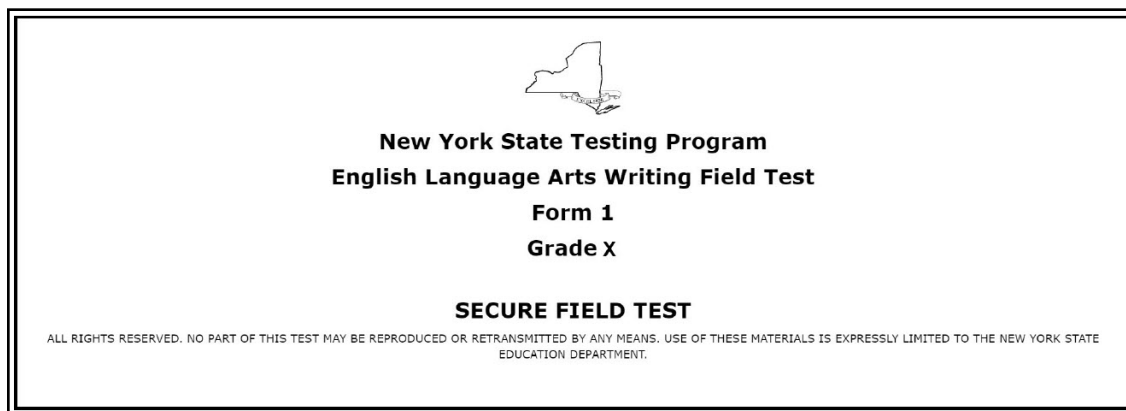 New York State Testing Program
English Language Arts Writing Field Test
Form 1
Grade X
SECURE FIELD TEST
ALL RIGHTS RESERVED. NO PART OF THIS TEST MAY BE REPRODUCED OR RETRANSMITTED BY ANY MEANS. USE OF THESE MATERIALS IS EXPRESSLY LIMITED TO THE NEW YORK STATE
EDUCATION DEPARTMENT.